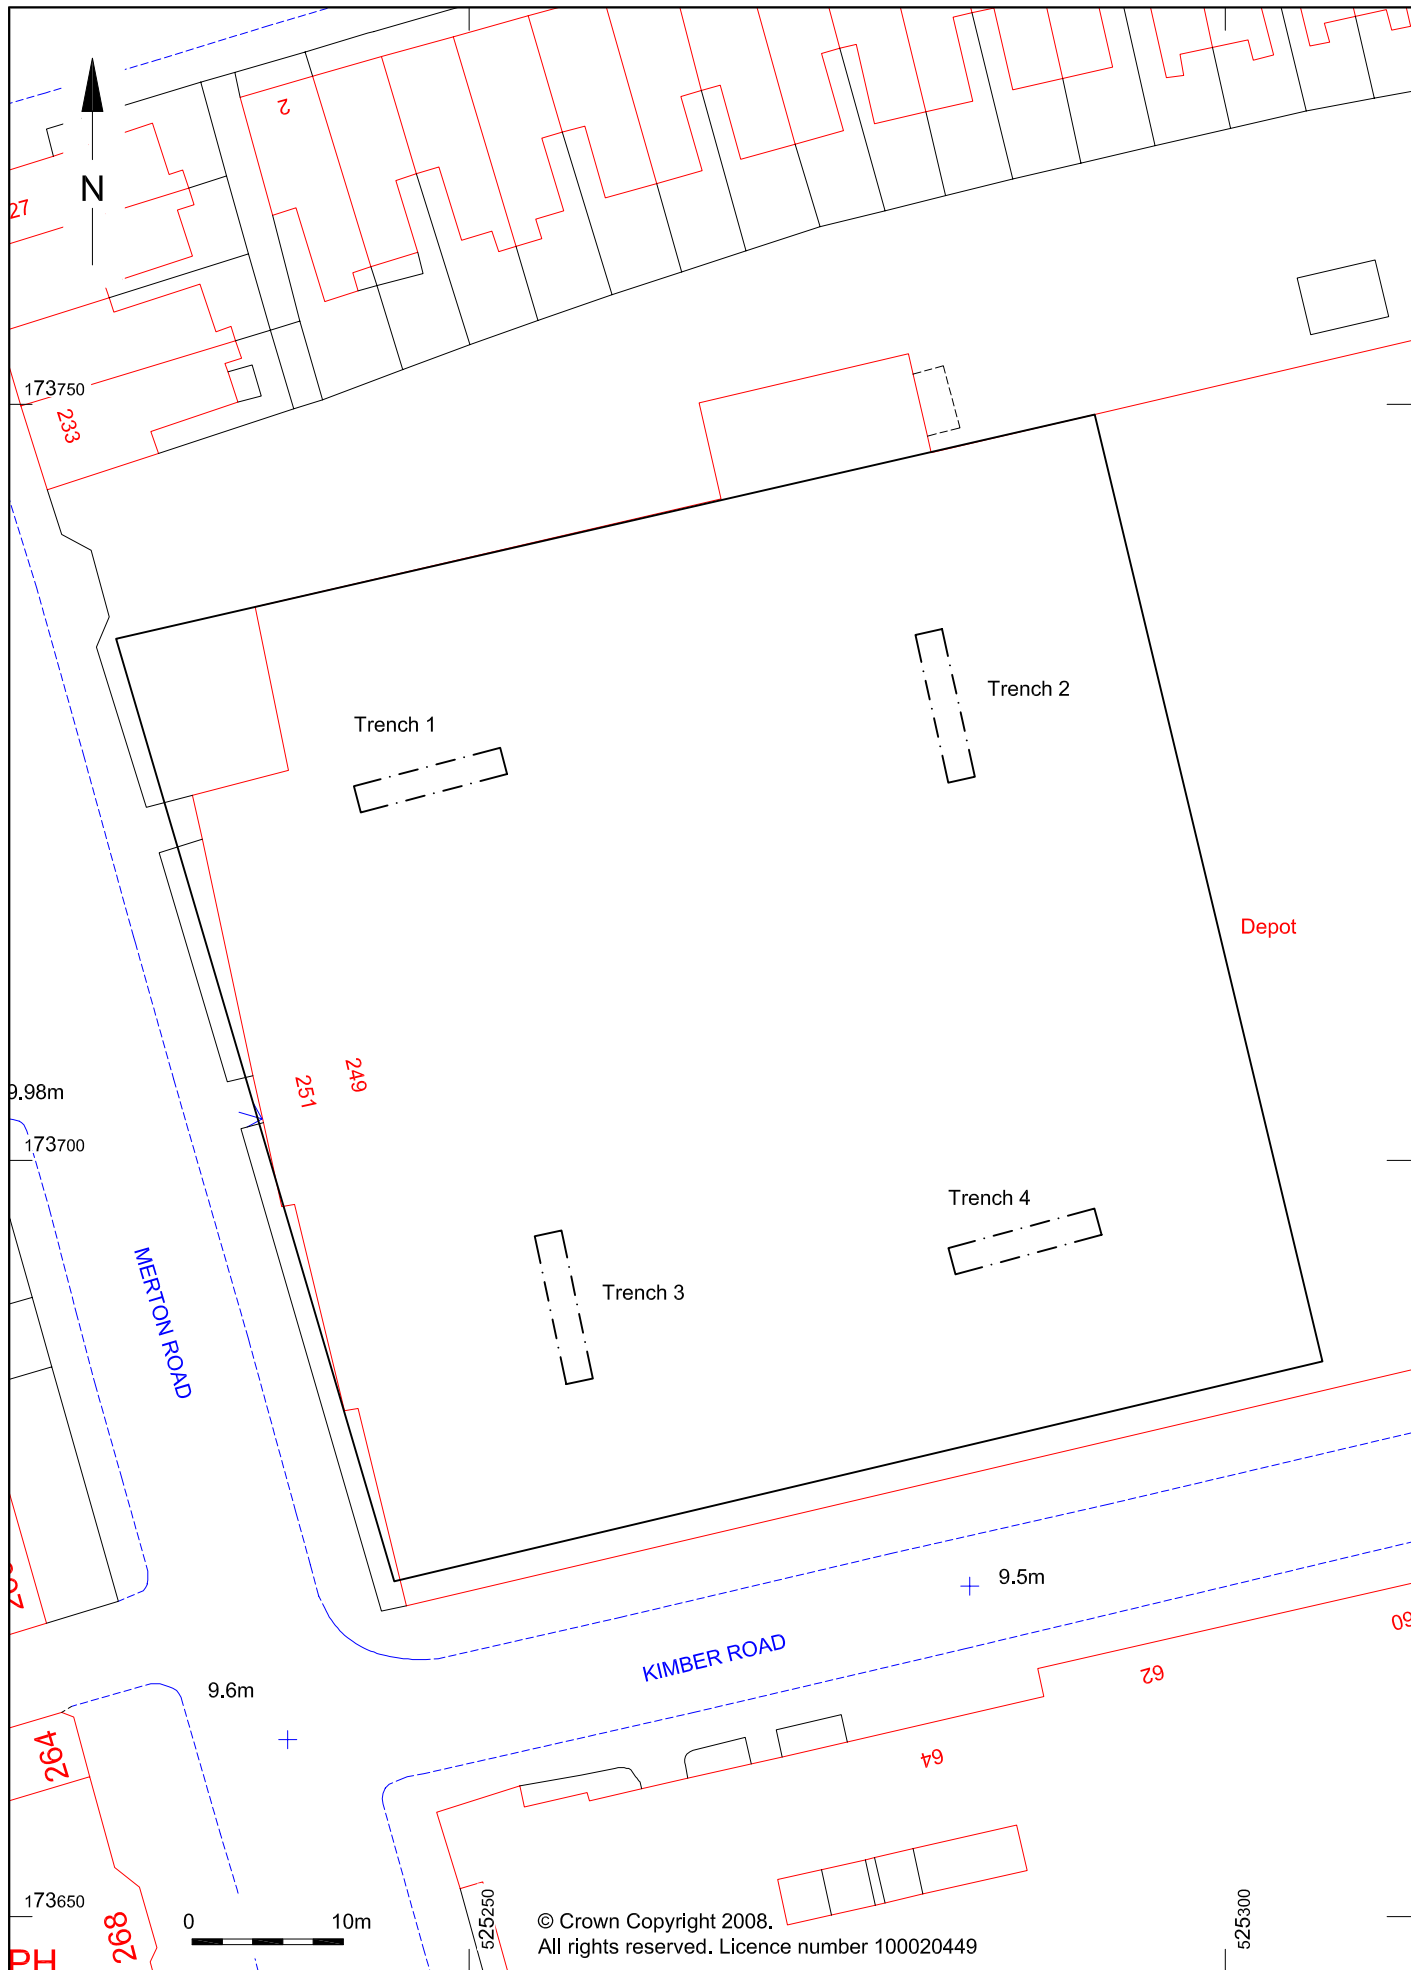 2
N
27
173750
233
Trench 2
Trench 1
Depot
249
251
9.98m
173700
Trench 4
MERTON ROAD
Trench 3
9.5m
KIMBER ROAD
60
62
9.6m
264
64
173650
268
PH
0 10m
525250
525300
© Crown Copyright 2008.
All rights reserved. Licence number 100020449